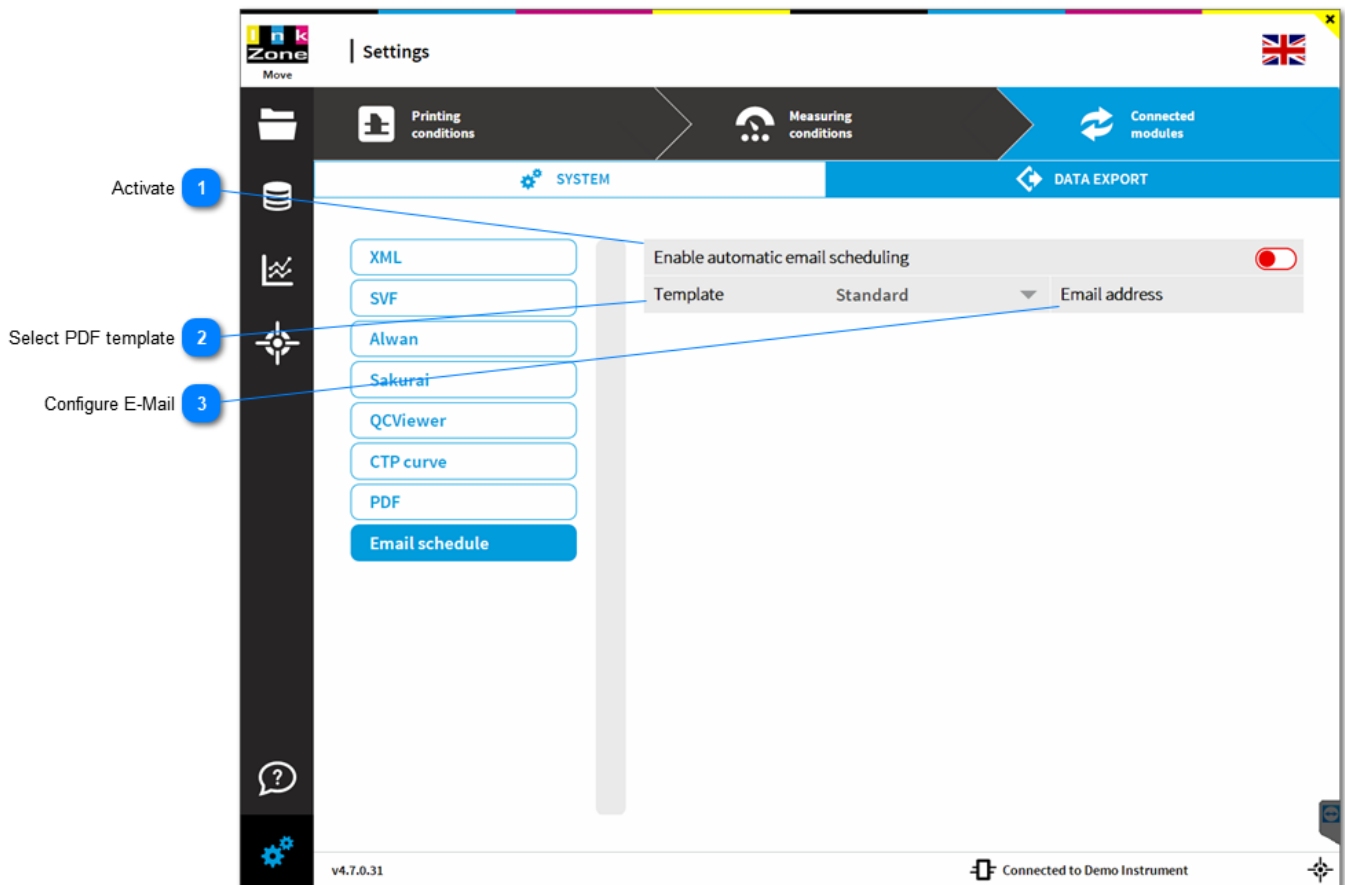 Ink
Zone
Move
Settings
Printing
conditions
Measuring
conditions
Connected
modules
SYSTEM
DATA EXPORT
Activate 1
Select PDF template 2
Configure E-Mail 3
XML
SVF
Alwan
Sakurai
QCViewer
CTP curve
PDF
Email schedule
Enable automatic email scheduling
Template Standard Email address
?
v4.7.0.31 Connected to Demo Instrument